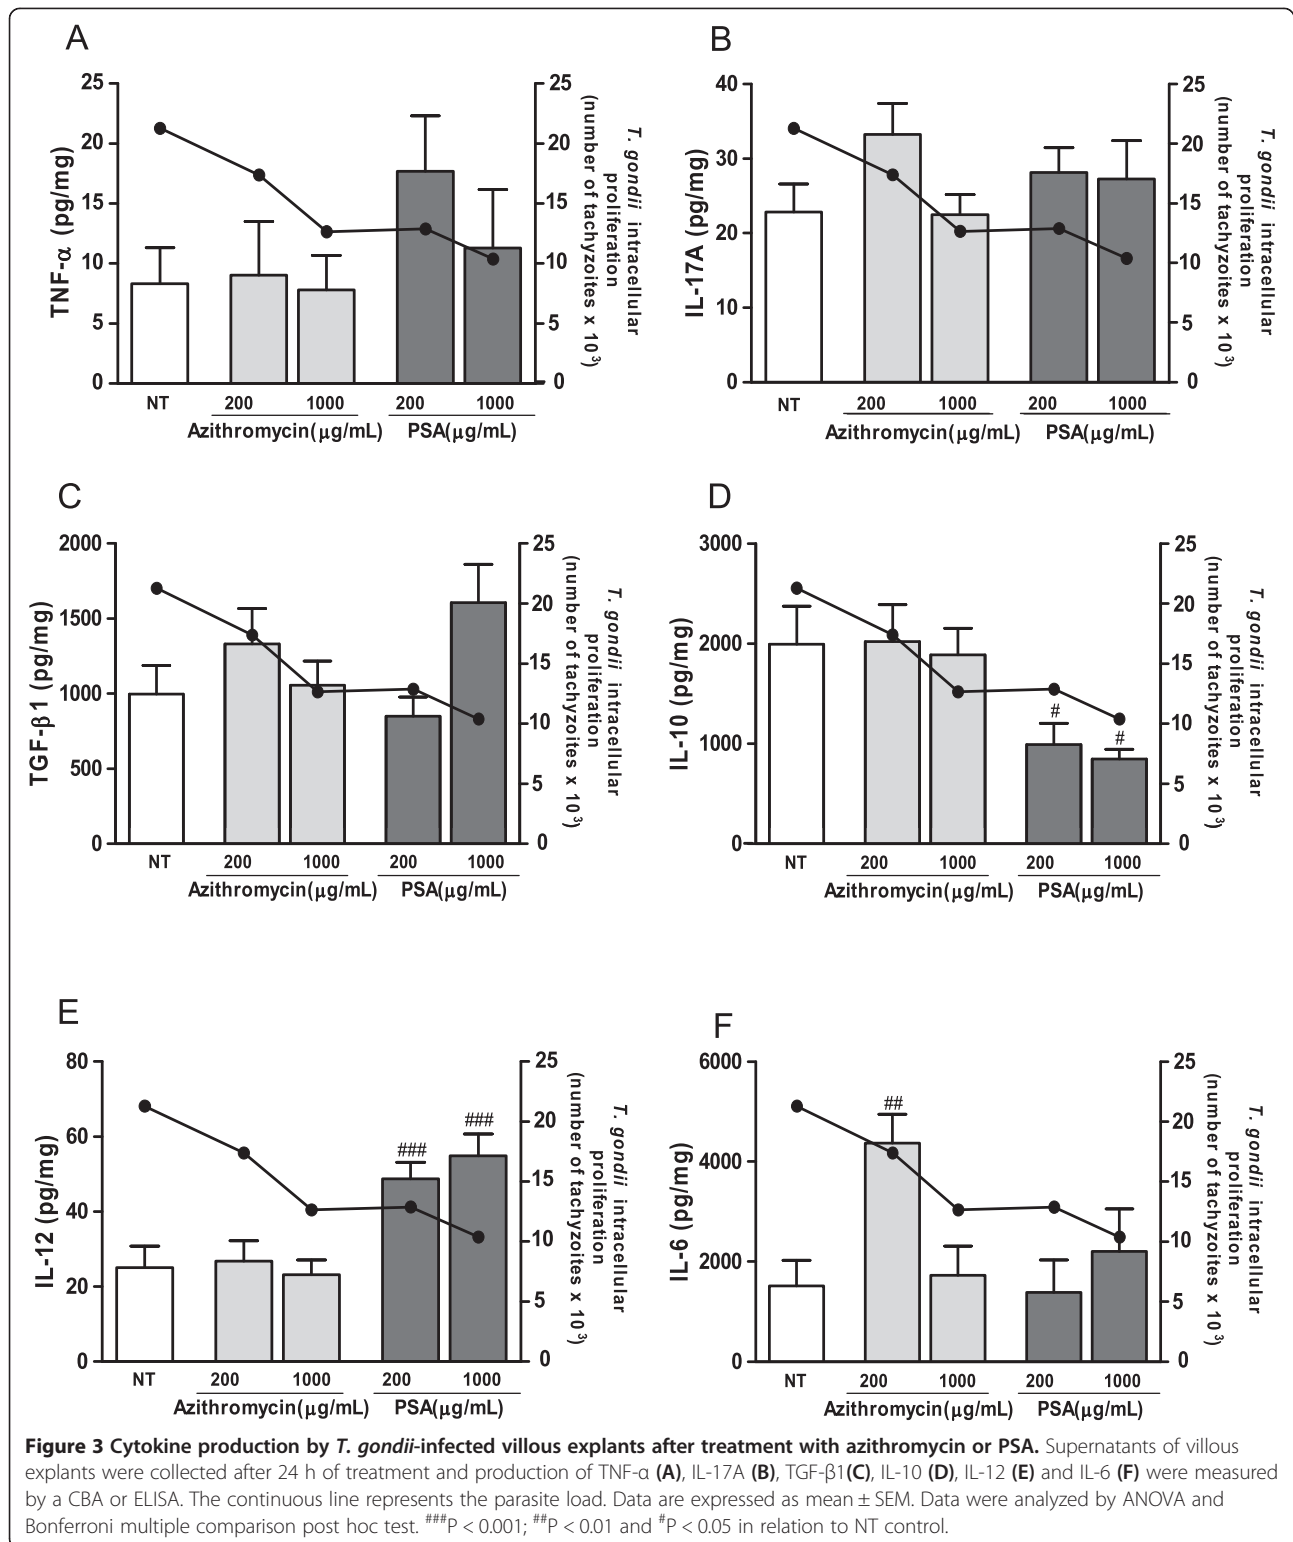 A
25
20
15
10
5
0
TNF-α (pg/mg)
25
20
15
10
5
0
T. gondii intracellular
proliferation
(number of tachyzoites x 10³)
NT
200
1000
200
1000
Azithromycin(μg/mL)
PSA(μg/mL)
B
40
30
20
10
0
IL-17A (pg/mg)
25
20
15
10
5
0
T. gondii intracellular
proliferation
(number of tachyzoites x 10³)
NT
200
1000
200
1000
Azithromycin(μg/mL)
PSA(μg/mL)
C
2000
1500
1000
500
0
TGF-β1 (pg/mg)
25
20
15
10
5
0
T. gondii intracellular
proliferation
(number of tachyzoites x 10³)
NT
200
1000
200
1000
Azithromycin(μg/mL)
PSA(μg/mL)
D
3000
2000
1000
0
IL-10 (pg/mg)
#
#
25
20
15
10
5
0
T. gondii intracellular
proliferation
(number of tachyzoites x 10³)
NT
200
1000
200
1000
Azithromycin(μg/mL)
PSA(μg/mL)
E
80
60
40
20
0
IL-12 (pg/mg)
###
###
25
20
15
10
5
0
T. gondii intracellular
proliferation
(number of tachyzoites x 10³)
NT
200
1000
200
1000
Azithromycin(μg/mL)
PSA(μg/mL)
F
6000
4000
2000
0
IL-6 (pg/mg)
##
25
20
15
10
5
0
T. gondii intracellular
proliferation
(number of tachyzoites x 10³)
NT
200
1000
200
1000
Azithromycin(μg/mL)
PSA(μg/mL)
Figure 3 Cytokine production by T. gondii-infected villous explants after treatment with azithromycin or PSA. Supernatants of villous
explants were collected after 24 h of treatment and production of TNF-α (A), IL-17A (B), TGF-β1(C), IL-10 (D), IL-12 (E) and IL-6 (F) were measured
by a CBA or ELISA. The continuous line represents the parasite load. Data are expressed as mean ± SEM. Data were analyzed by ANOVA and
Bonferroni multiple comparison post hoc test. ###P < 0.001; ##P < 0.01 and #P < 0.05 in relation to NT control.